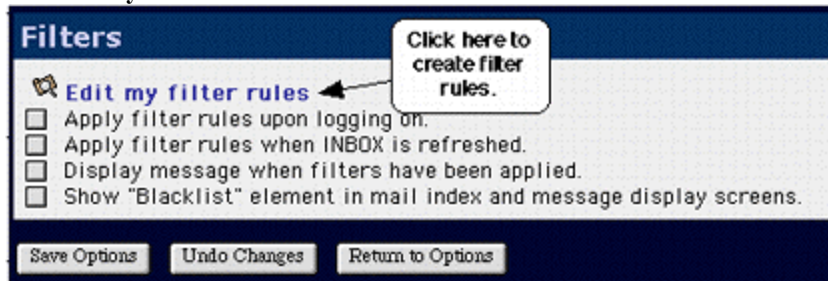 Filters
Click here to
create filter
rules.
Edit my filter rules
Apply filter rules upon logging on.
Apply filter rules when INBOX is refreshed.
Display message when filters have been applied.
Show "Blacklist" element in mail index and message display screens.
Save Options
Undo Changes
Return to Options